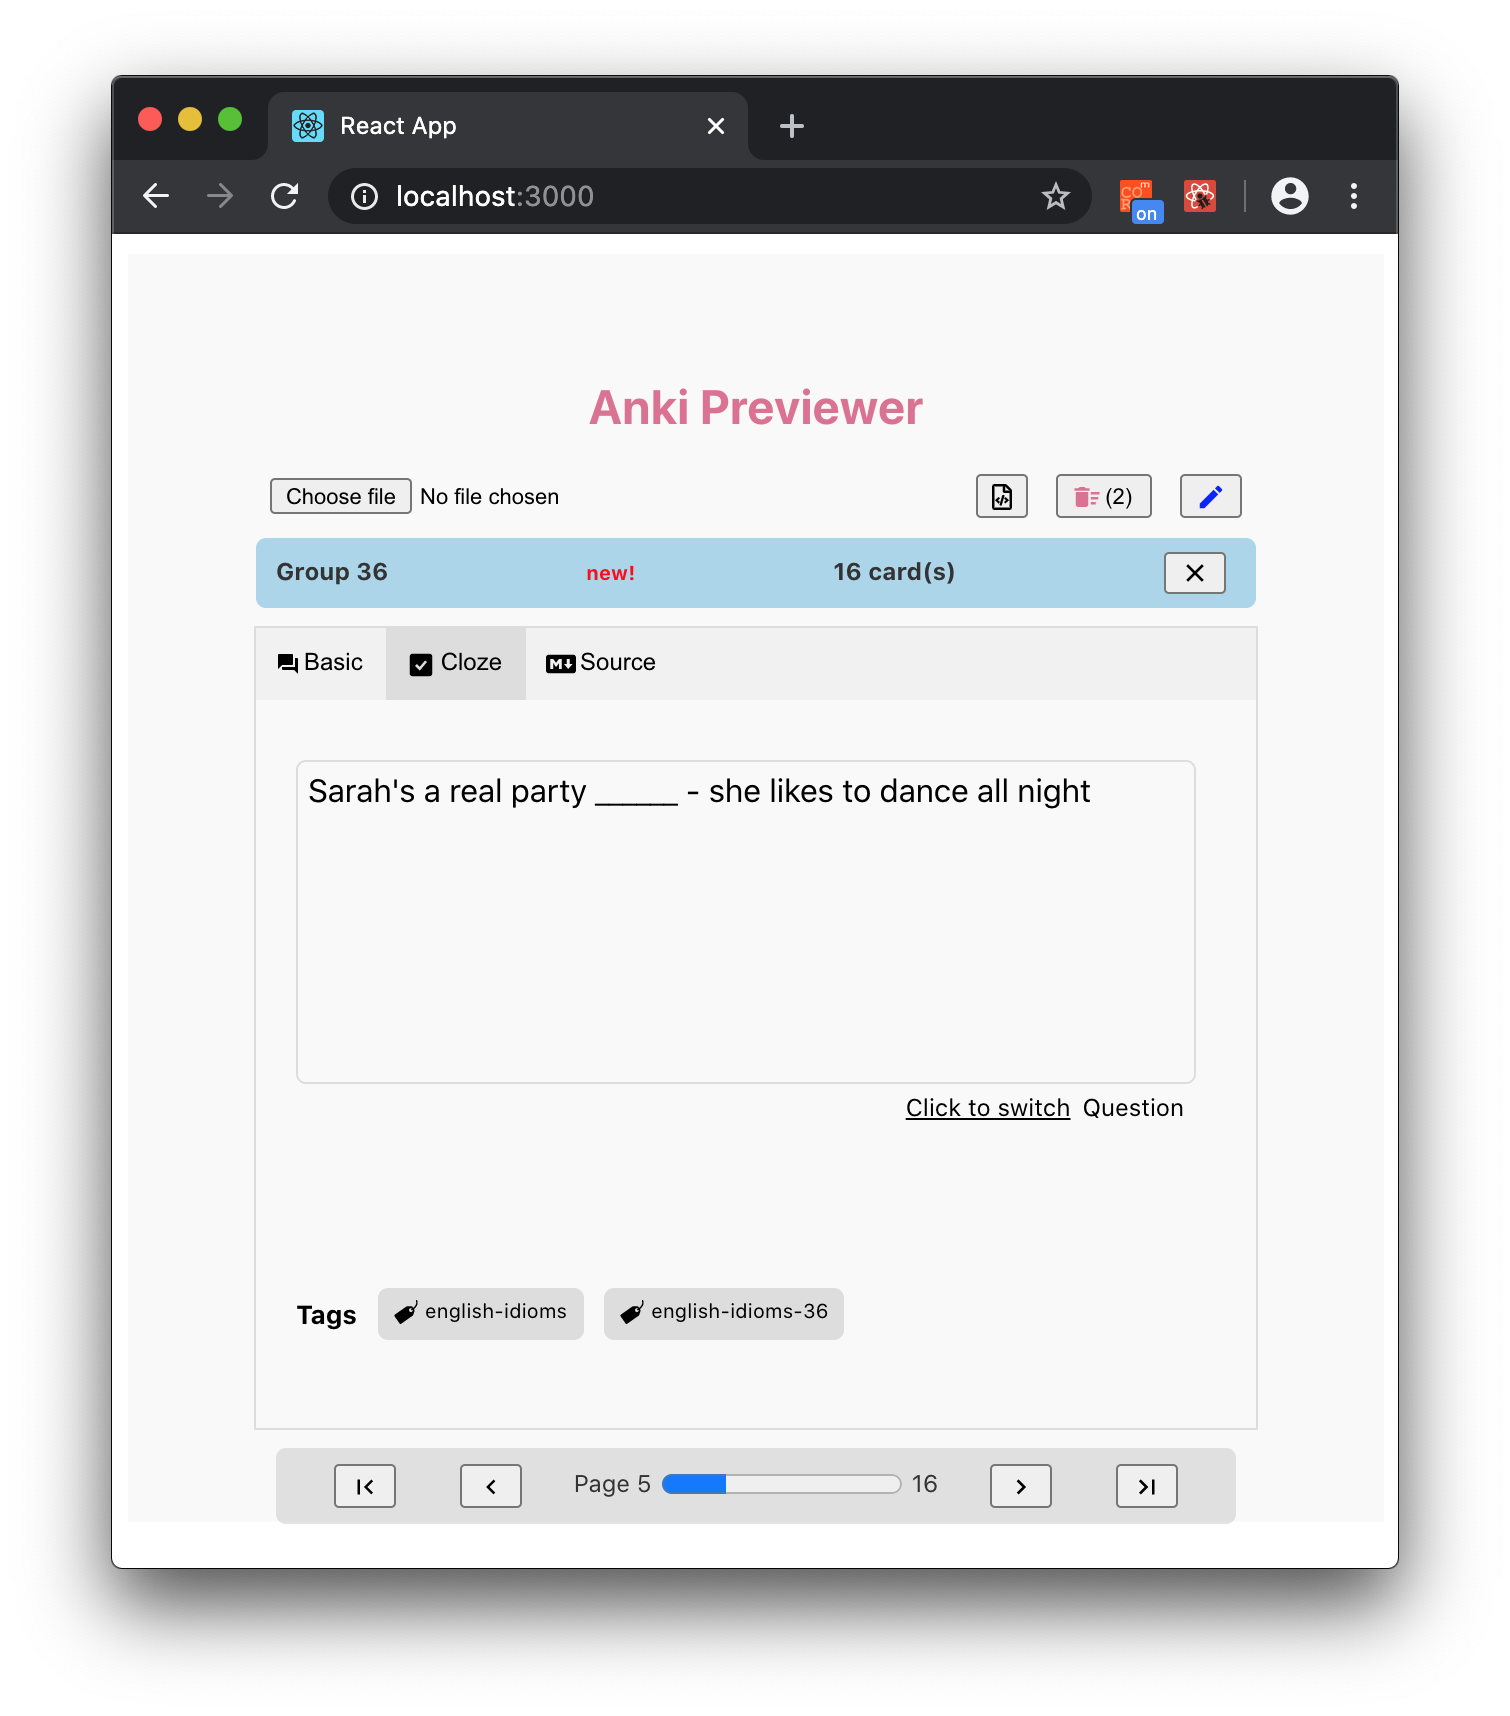 React App
localhost:3000
on
Anki Previewer
Choose file No file chosen
(2)
Group 36 new! 16 card(s)
Basic Cloze Source
Sarah's a real party ______ - she likes to dance all night
Click to switch Question
Tags english-idioms english-idioms-36
Page 5 16